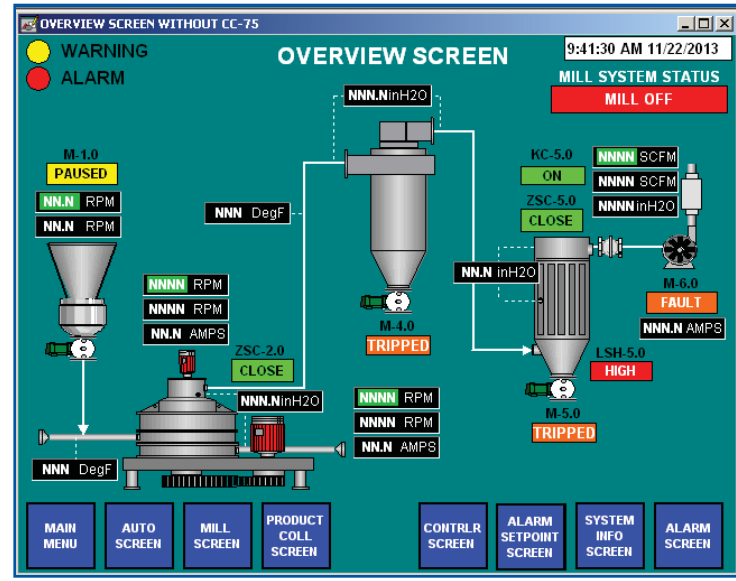 OVERVIEW SCREEN WITHOUT CC-75
WARNING
ALARM
OVERVIEW SCREEN
9:41:30 AM 11/22/2013
MILL SYSTEM STATUS
MILL OFF
NNN.N inH2O
M-1.0
PAUSED
NN.N RPM
NN.N RPM
KC-5.0
ON
NNNN SCFM
NNNN SCFM
NNNN inH2O
ZSC-5.0
CLOSE
NNN DegF
NN.N inH2O
M-6.0
FAULT
NNN.N AMPS
NNNN RPM
NNNN RPM
NN.N AMPS
M-4.0
TRIPPED
ZSC-2.0
CLOSE
LSH-5.0
HIGH
NNN.N inH2O
NNNN RPM
NNNN RPM
NN.N AMPS
M-5.0
TRIPPED
NNN DegF
MAIN
MENU
AUTO
SCREEN
MILL
SCREEN
PRODUCT
COLL
SCREEN
CONTRLR
SCREEN
ALARM
SETPOINT
SCREEN
SYSTEM
INFO
SCREEN
ALARM
SCREEN